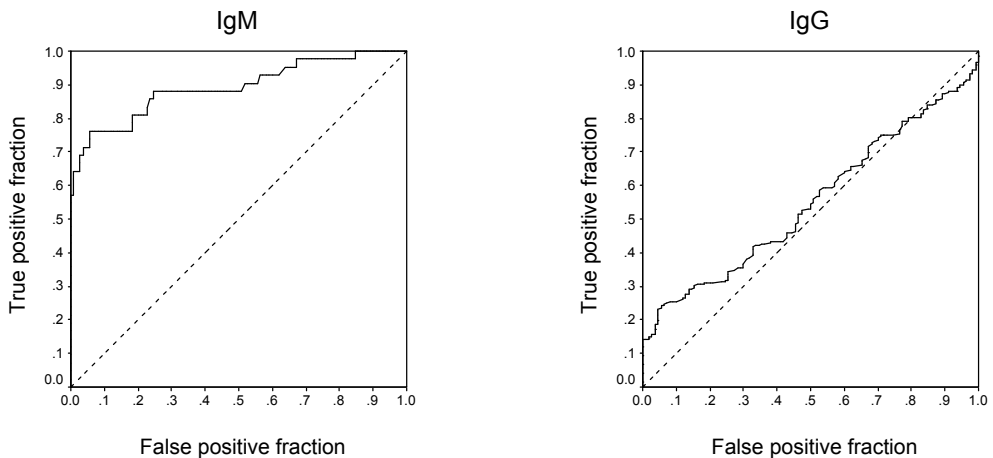 IgM
1.0
.9
.8
.7
.6
.5
.4
.3
.2
.1
0.0
True positive fraction
0.0 .1 .2 .3 .4 .5 .6 .7 .8 .9 1.0
False positive fraction
IgG
1.0
.9
.8
.7
.6
.5
.4
.3
.2
.1
0.0
True positive fraction
0.0 .1 .2 .3 .4 .5 .6 .7 .8 .9 1.0
False positive fraction